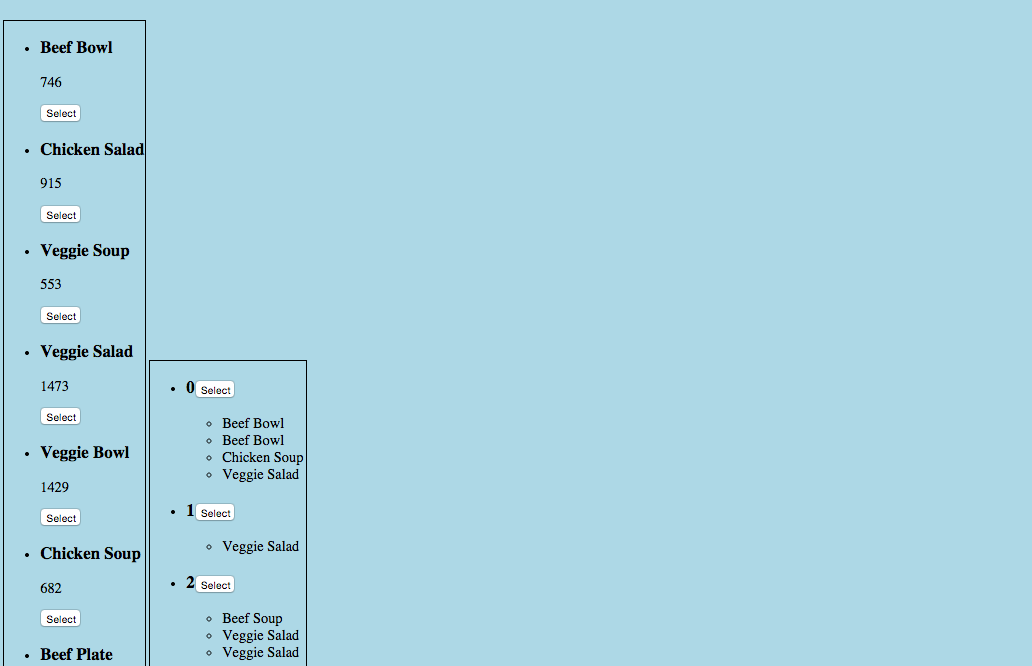 Beef Bowl
746
Select
Chicken Salad
915
Select
Veggie Soup
553
Select
Veggie Salad
1473
Select
Veggie Bowl
1429
Select
Chicken Soup
682
Select
Beef Plate
0 Select
Beef Bowl
Beef Bowl
Chicken Soup
Veggie Salad
1 Select
Veggie Salad
2 Select
Beef Soup
Veggie Salad
Veggie Salad